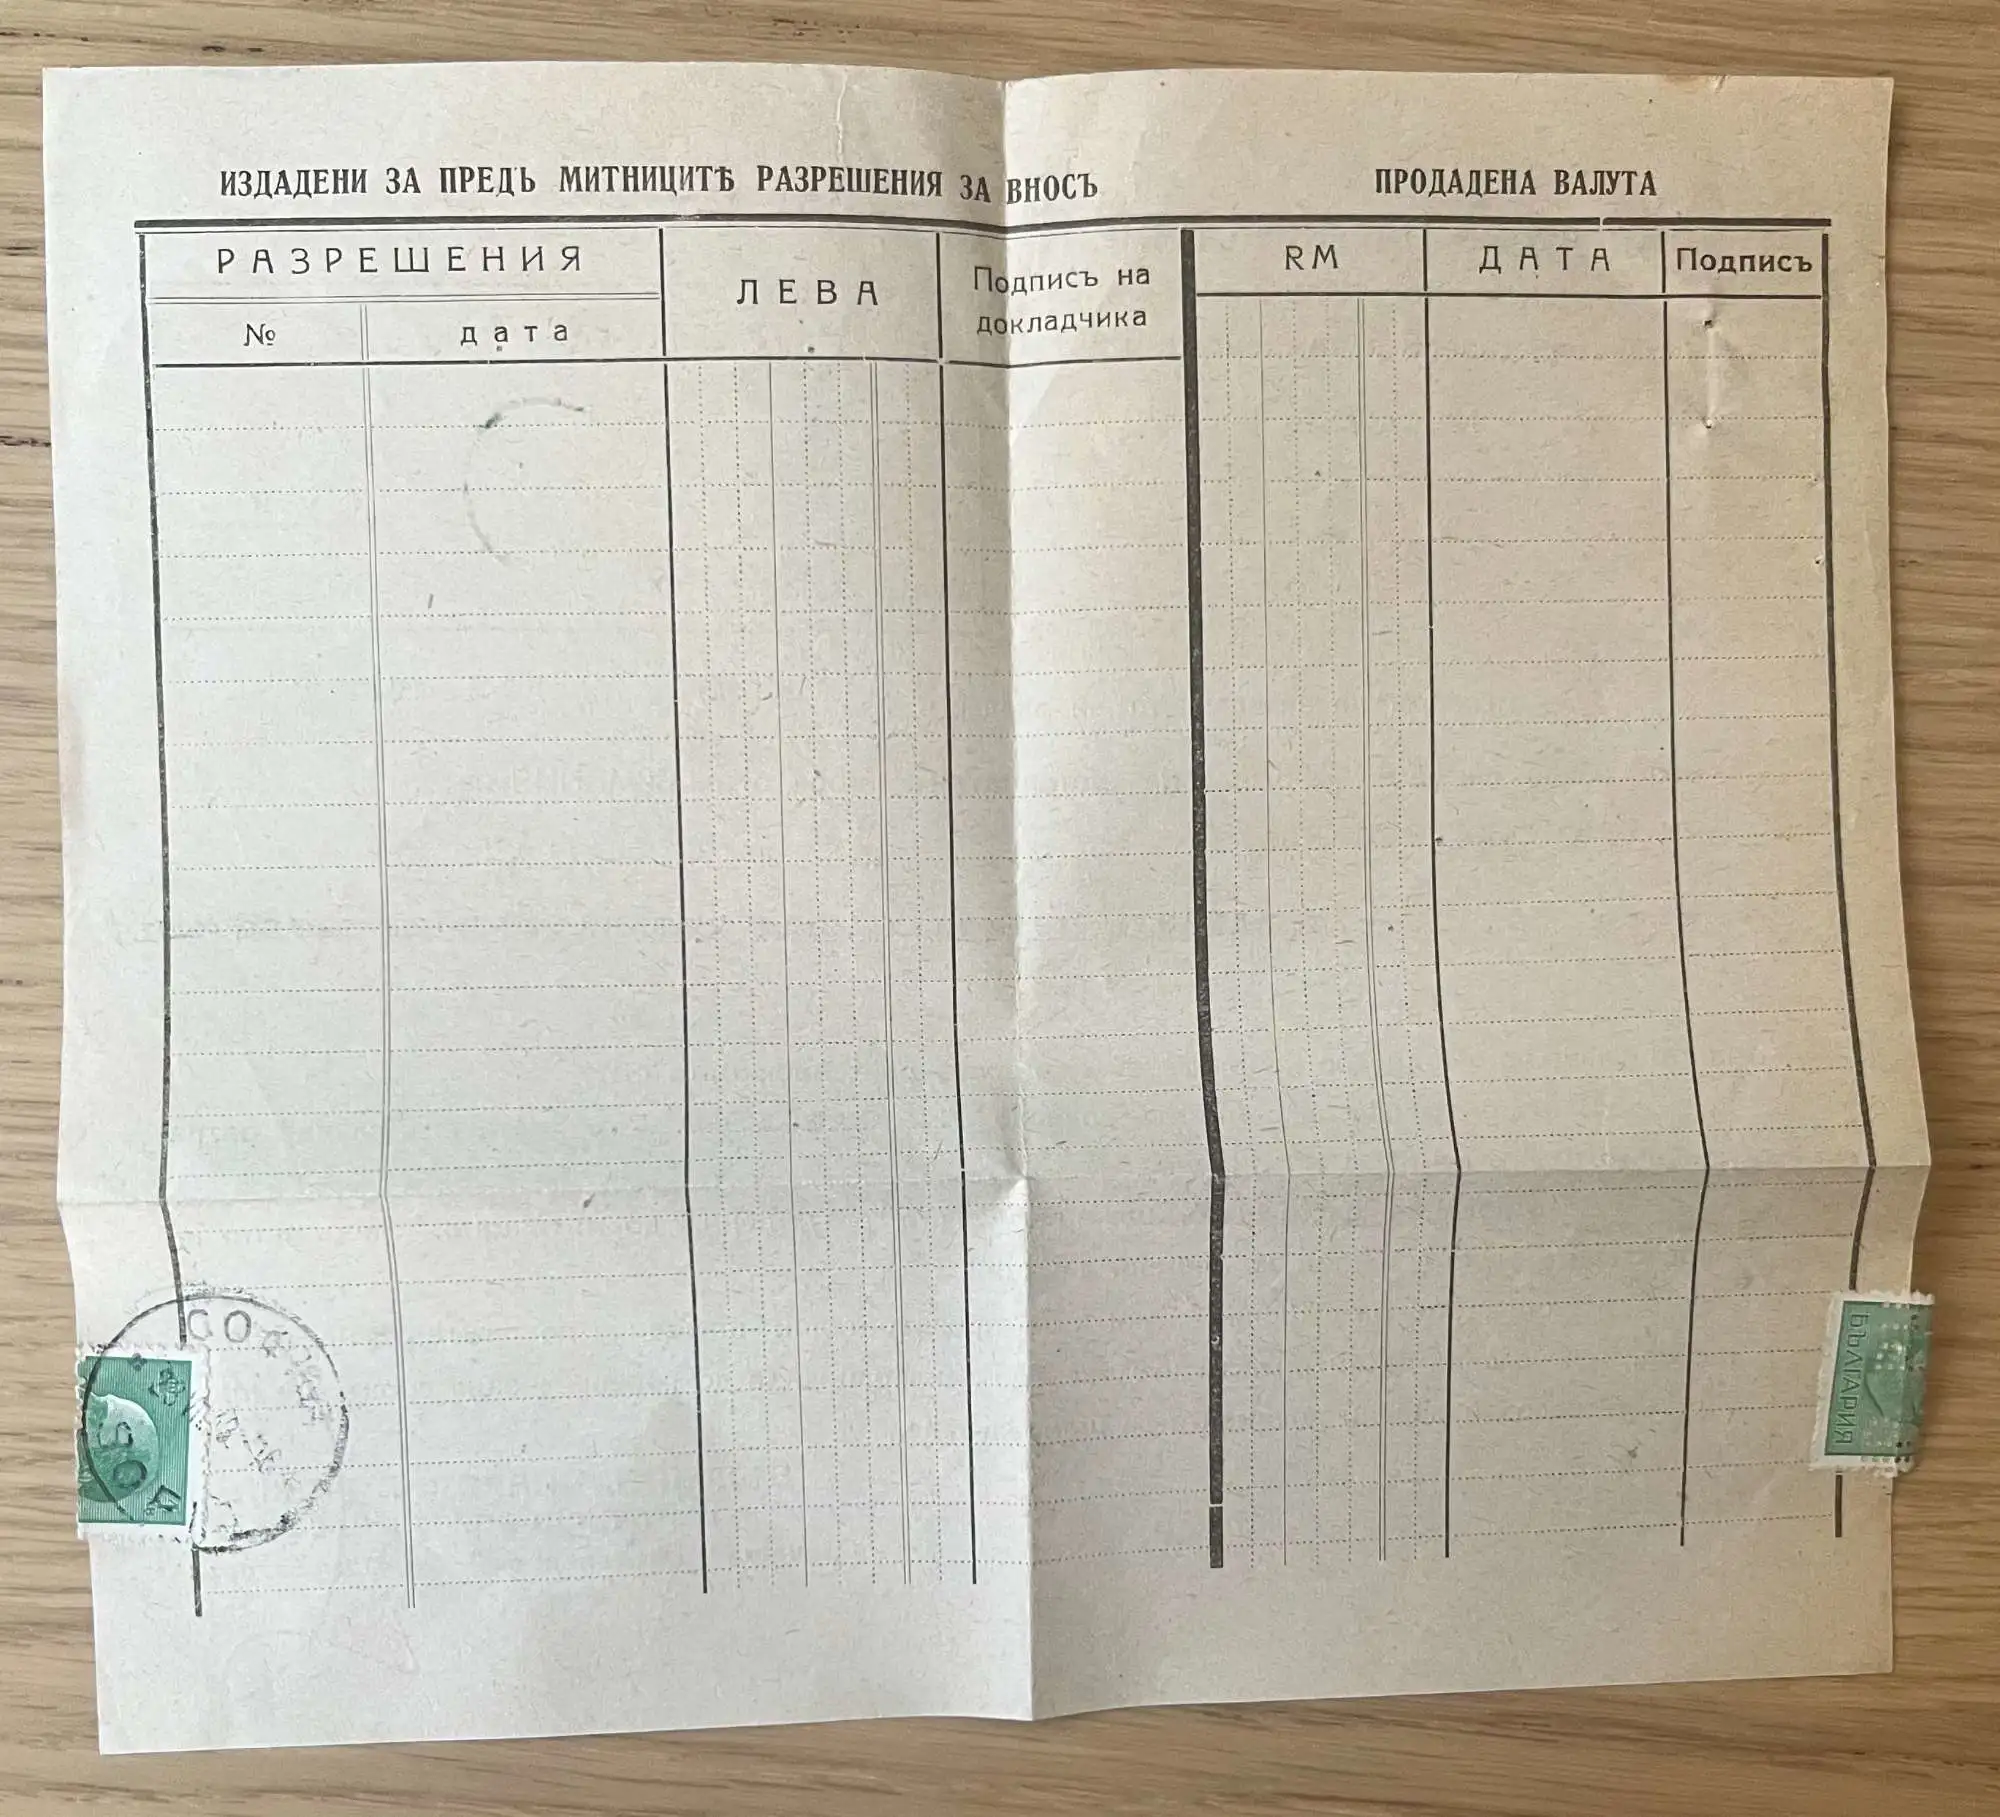 ИЗДАДЕНИ ЗА ПРЕДЪ МИТНИЦИТѢ РАЗРЕШЕНИЯ ЗА ВНОСЪ
ПРОДАДЕНА ВАЛУТА
РАЗРЕШЕНИЯ
ЛЕВА
Подписъ на
докладчика
№
дата
RM
ДАТА
Подписъ
СОФ
БЪЛГАРИЯ